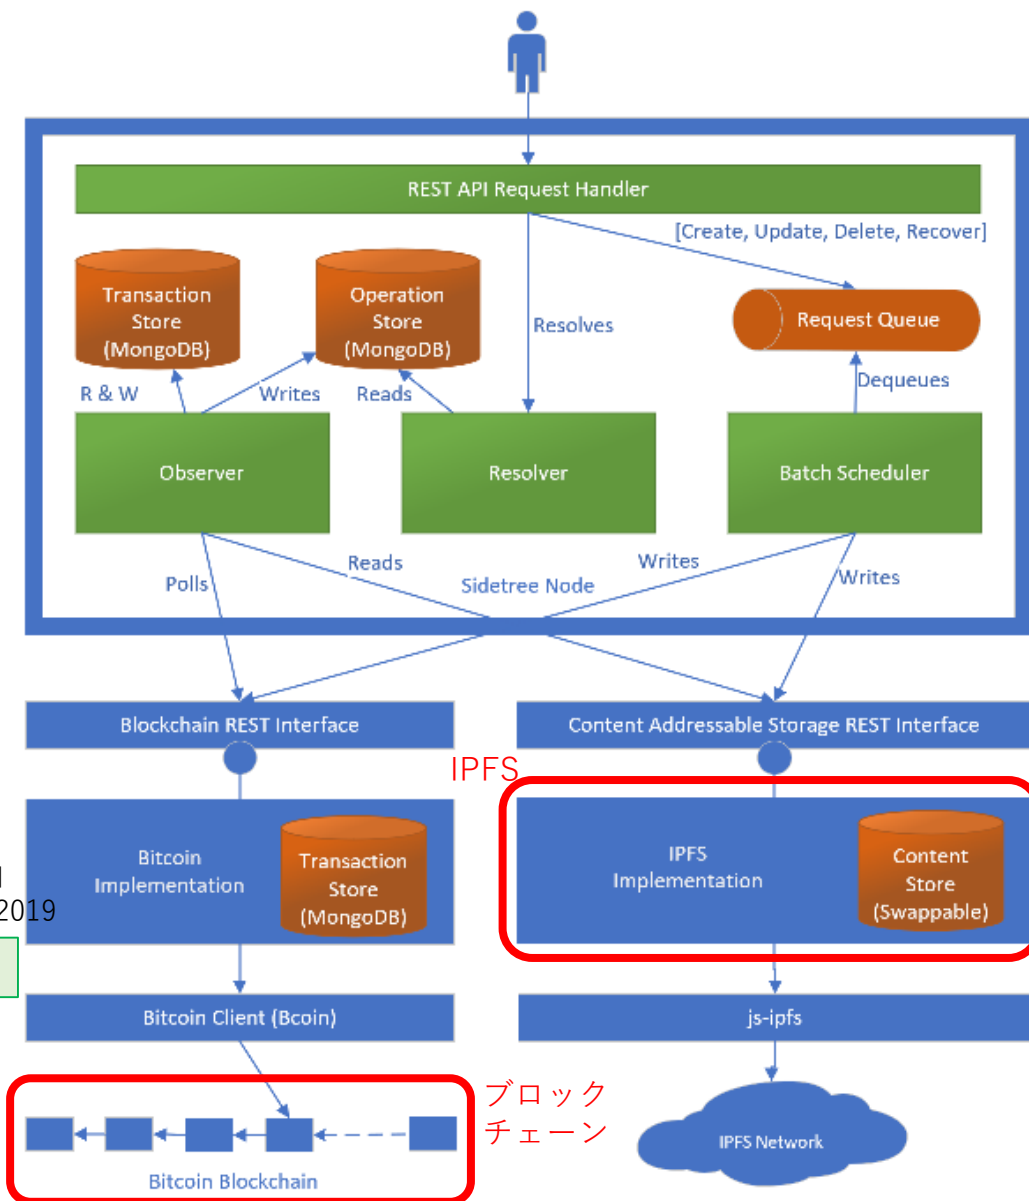 REST API Request Handler
[Create, Update, Delete, Recover]
Transaction
Store
(MongoDB)
Operation
Store
(MongoDB)
Resolves
Request Queue
R & W
Writes
Reads
Dequeues
Observer
Resolver
Batch Scheduler
Polls
Reads
Sidetree Node
Writes
Writes
Blockchain REST Interface
Content Addressable Storage REST Interface
IPFS
Bitcoin
Implementation
Transaction
Store
(MongoDB)
IPFS
Implementation
Content
Store
(Swappable)
2019
Bitcoin Client (Bcoin)
js-ipfs
ブロック
チェーン
Bitcoin Blockchain
IPFS Network